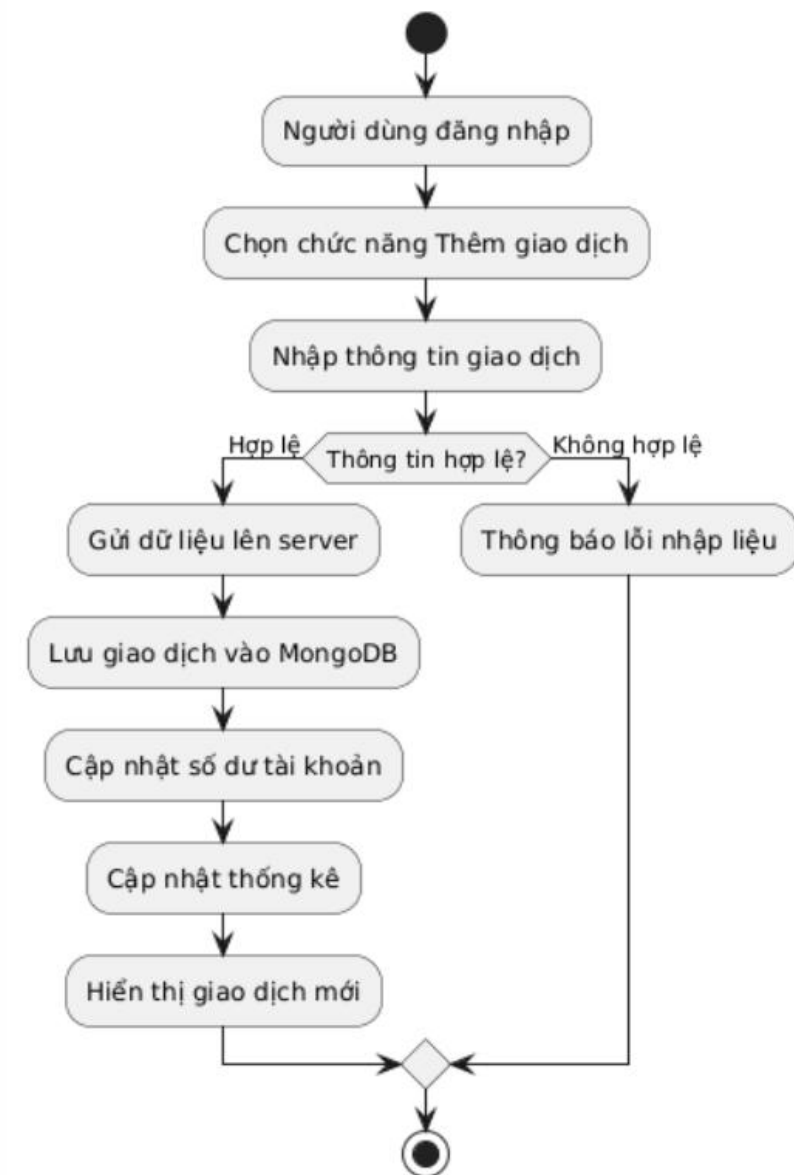 Người dùng đăng nhập
Chọn chức năng Thêm giao dịch
Nhập thông tin giao dịch
Hợp lệ
Thông tin hợp lệ?
Không hợp lệ
Gửi dữ liệu lên server
Thông báo lỗi nhập liệu
Lưu giao dịch vào MongoDB
Cập nhật số dư tài khoản
Cập nhật thống kê
Hiển thị giao dịch mới